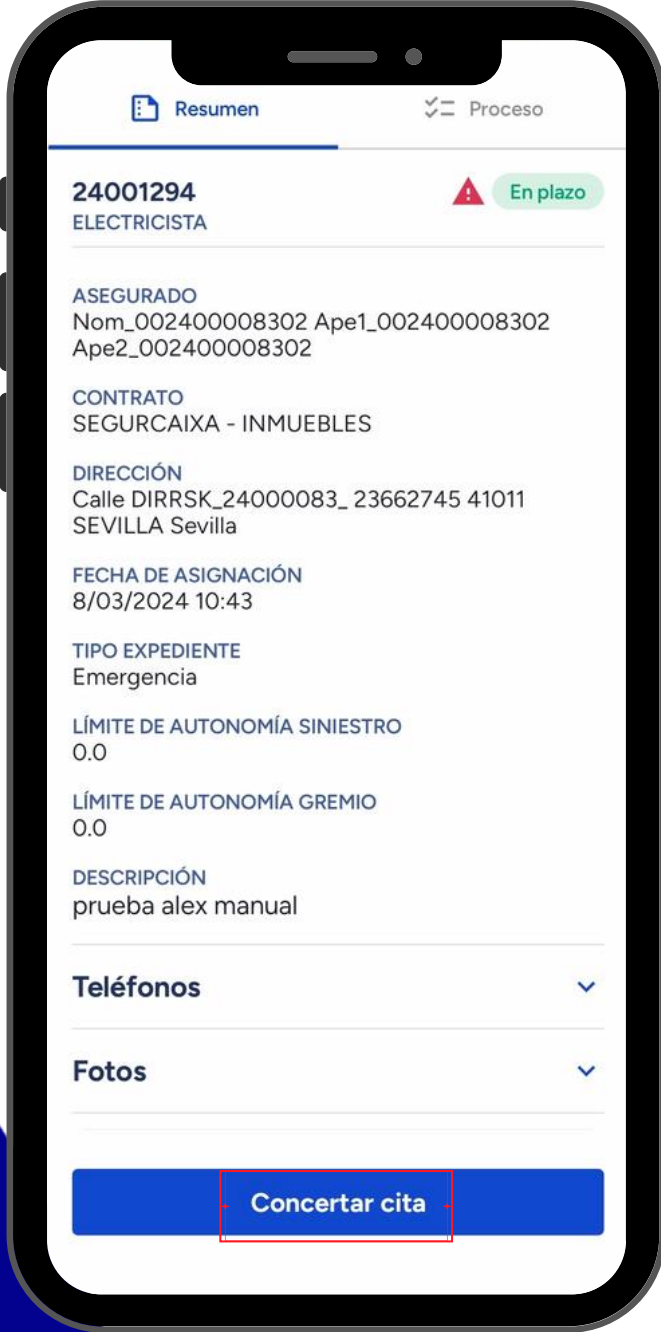 Resumen
Proceso
24001294
En plazo
ELECTRICISTA
ASEGURADO
Nom_002400008302 Ape1_002400008302
Ape2_002400008302
CONTRATO
SEGURCAIXA - INMUEBLES
DIRECCIÓN
Calle DIRRSK_24000083_ 23662745 41011
SEVILLA Sevilla
FECHA DE ASIGNACIÓN
8/03/2024 10:43
TIPO EXPEDIENTE
Emergencia
LÍMITE DE AUTONOMÍA SINIESTRO
0.0
LÍMITE DE AUTONOMÍA GREMIO
0.0
DESCRIPCIÓN
prueba alex manual
Teléfonos
Fotos
Concertar cita